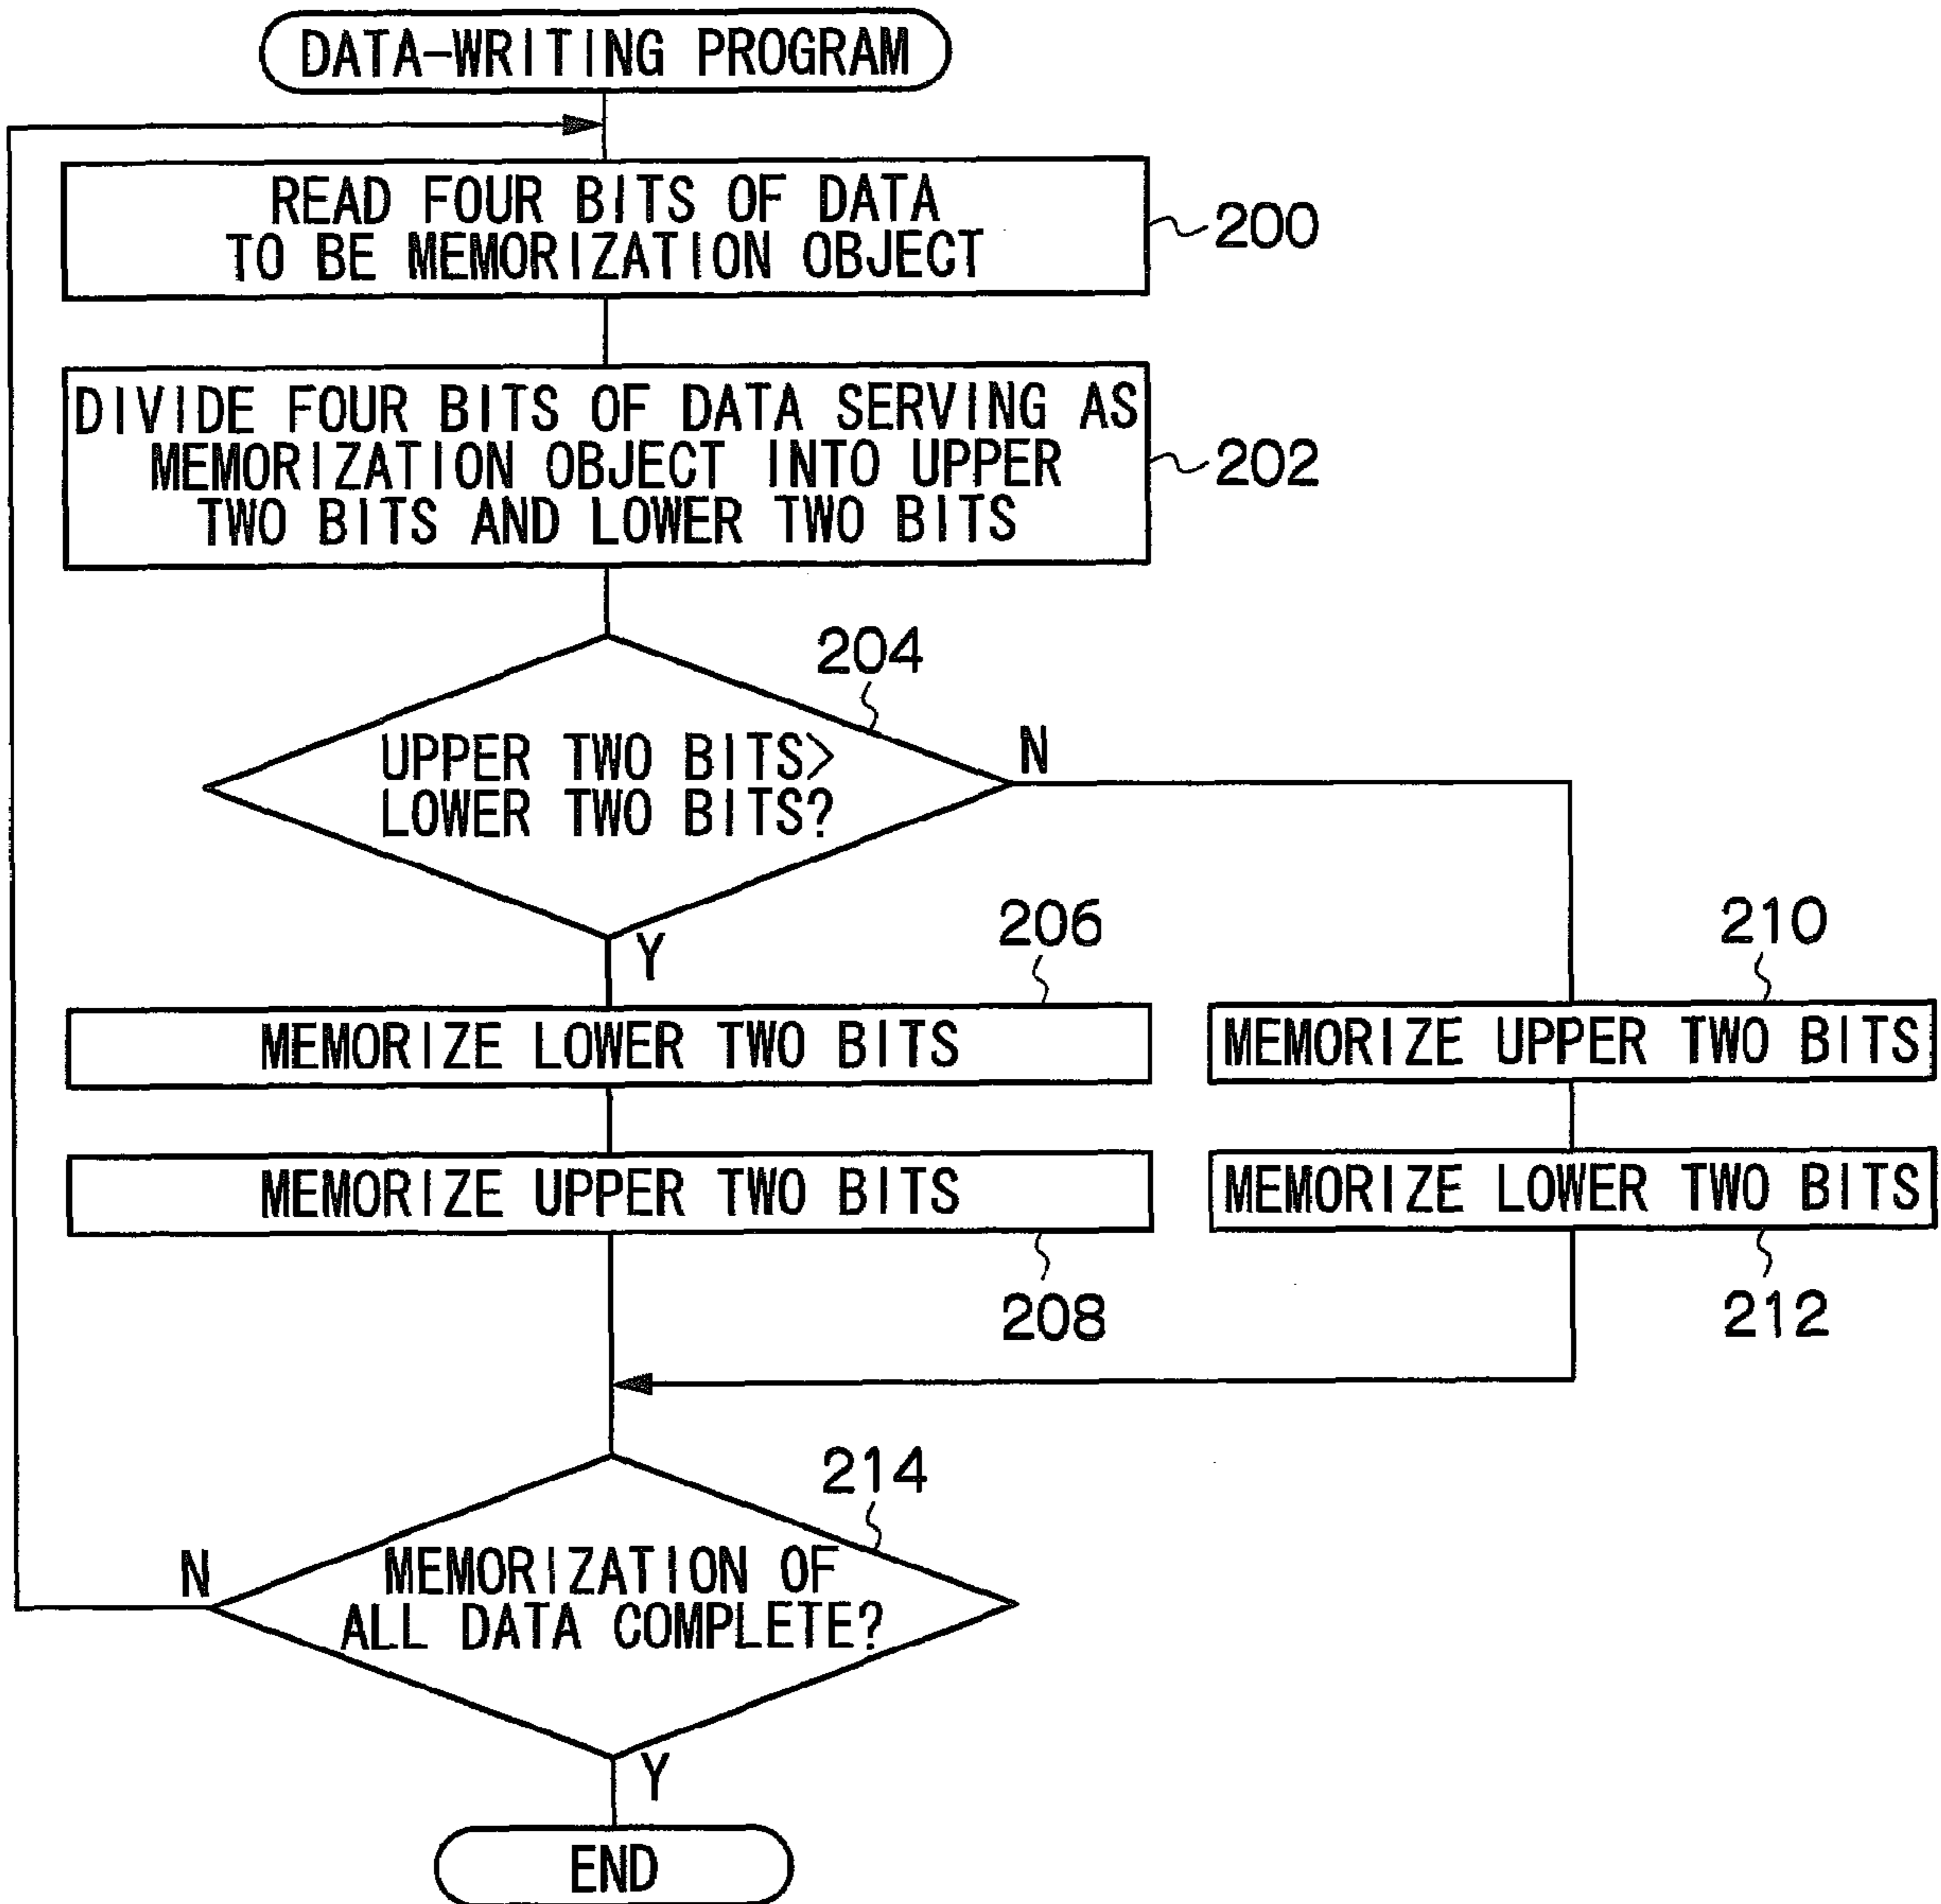 DATA-WRITING PROGRAM
READ FOUR BITS OF DATA
TO BE MEMORIZATION OBJECT
200
DIVIDE FOUR BITS OF DATA SERVING AS
MEMORIZATION OBJECT INTO UPPER
TWO BITS AND LOWER TWO BITS
202
204
UPPER TWO BITS>
LOWER TWO BITS?
N
Y
206
MEMORIZE LOWER TWO BITS
MEMORIZE UPPER TWO BITS
208
210
MEMORIZE UPPER TWO BITS
MEMORIZE LOWER TWO BITS
212
214
MEMORIZATION OF
ALL DATA COMPLETE?
N
Y
END